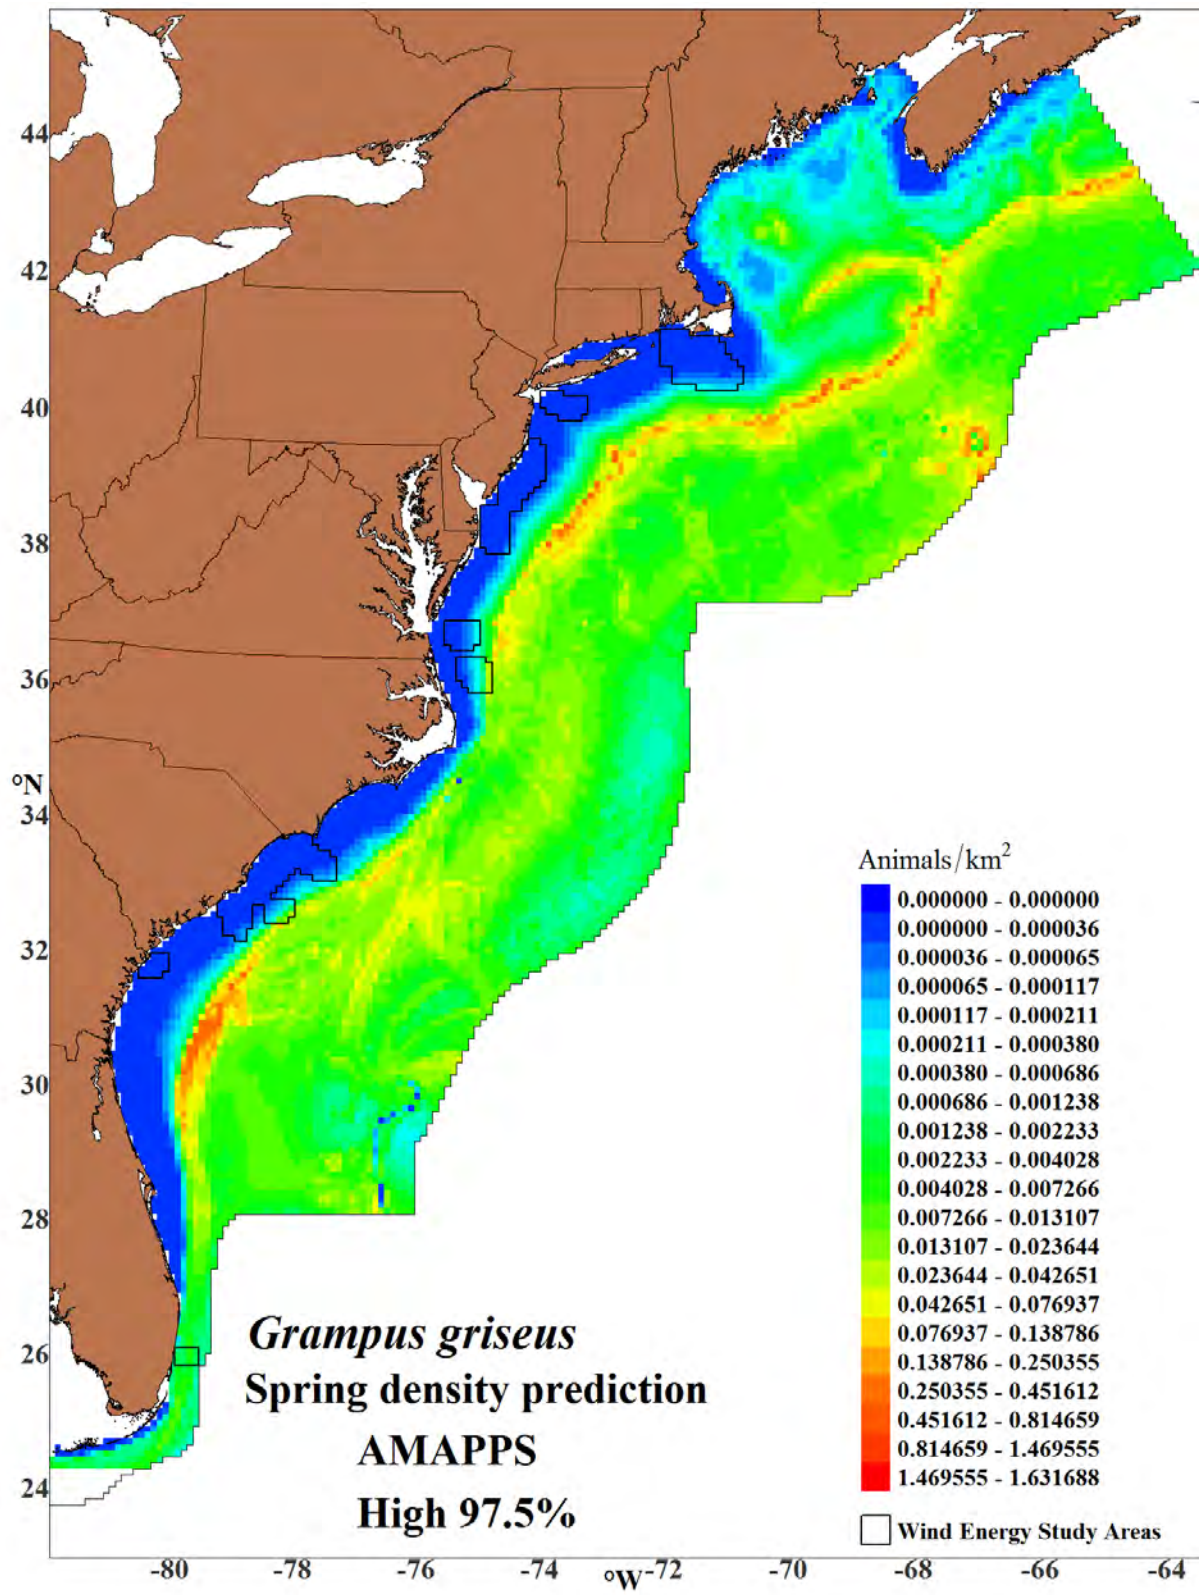 44
42
40
38
36
°N
34
32
30
28
26
24
Animals/km²
0.000000 - 0.000000
0.000000 - 0.000036
0.000036 - 0.000065
0.000065 - 0.000117
0.000117 - 0.000211
0.000211 - 0.000380
0.000380 - 0.000686
0.000686 - 0.001238
0.001238 - 0.002233
0.002233 - 0.004028
0.004028 - 0.007266
0.007266 - 0.013107
0.013107 - 0.023644
0.023644 - 0.042651
0.042651 - 0.076937
0.076937 - 0.138786
0.138786 - 0.250355
0.250355 - 0.451612
0.451612 - 0.814659
0.814659 - 1.469555
1.469555 - 1.631688
Wind Energy Study Areas
Grampus griseus
Spring density prediction
AMAPPS
High 97.5%
-80 -78 -76 -74 °W -72 -70 -68 -66 -64